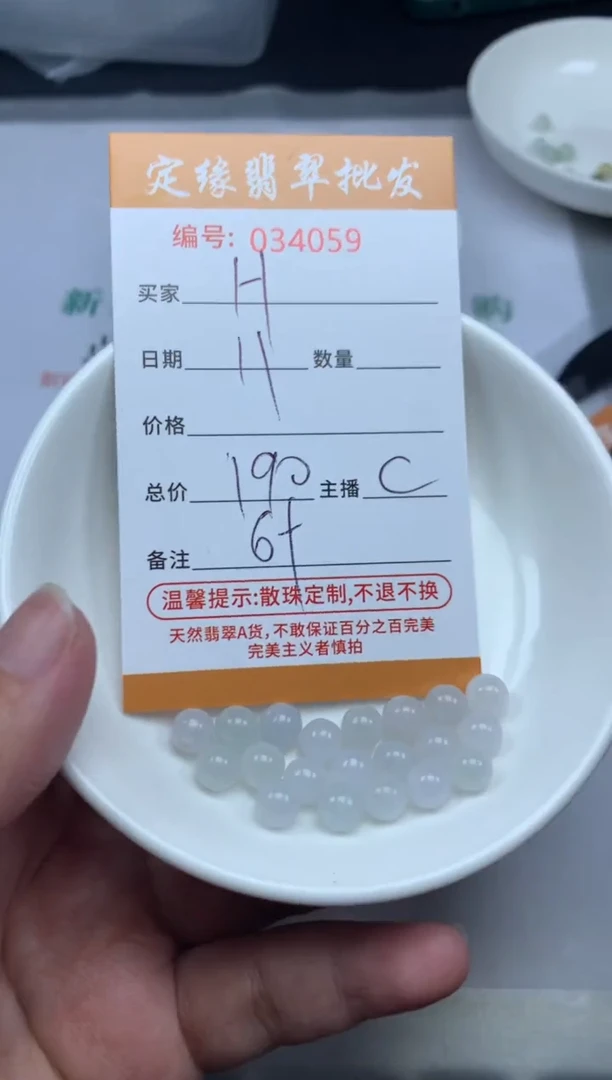 定缘翡翠批发
编号: 034059
买家 H
日期 11 数量
价格
总价 190 主播 C
备注 6+
温馨提示:散珠定制,不退不换
天然翡翠A货,不敢保证百分之百完美
完美主义者慎拍
新
购